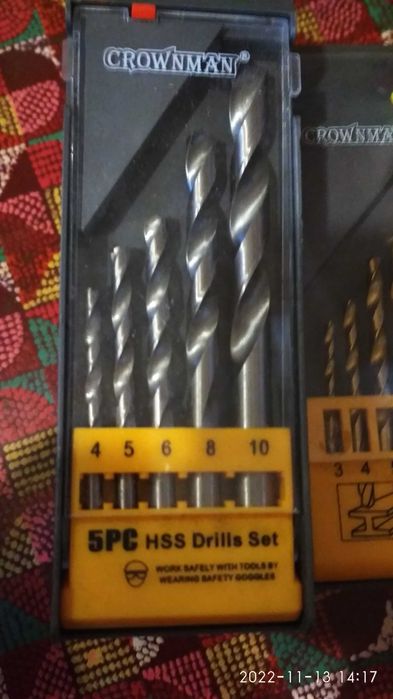 CROWNMAN®
CROWNMAN
4 5 6 8 10
3 4
5PC HSS Drills Set
WORK SAFELY WITH TOOLS BY
WEARING SAFETY GOGGLES
2022-11-13 14:17